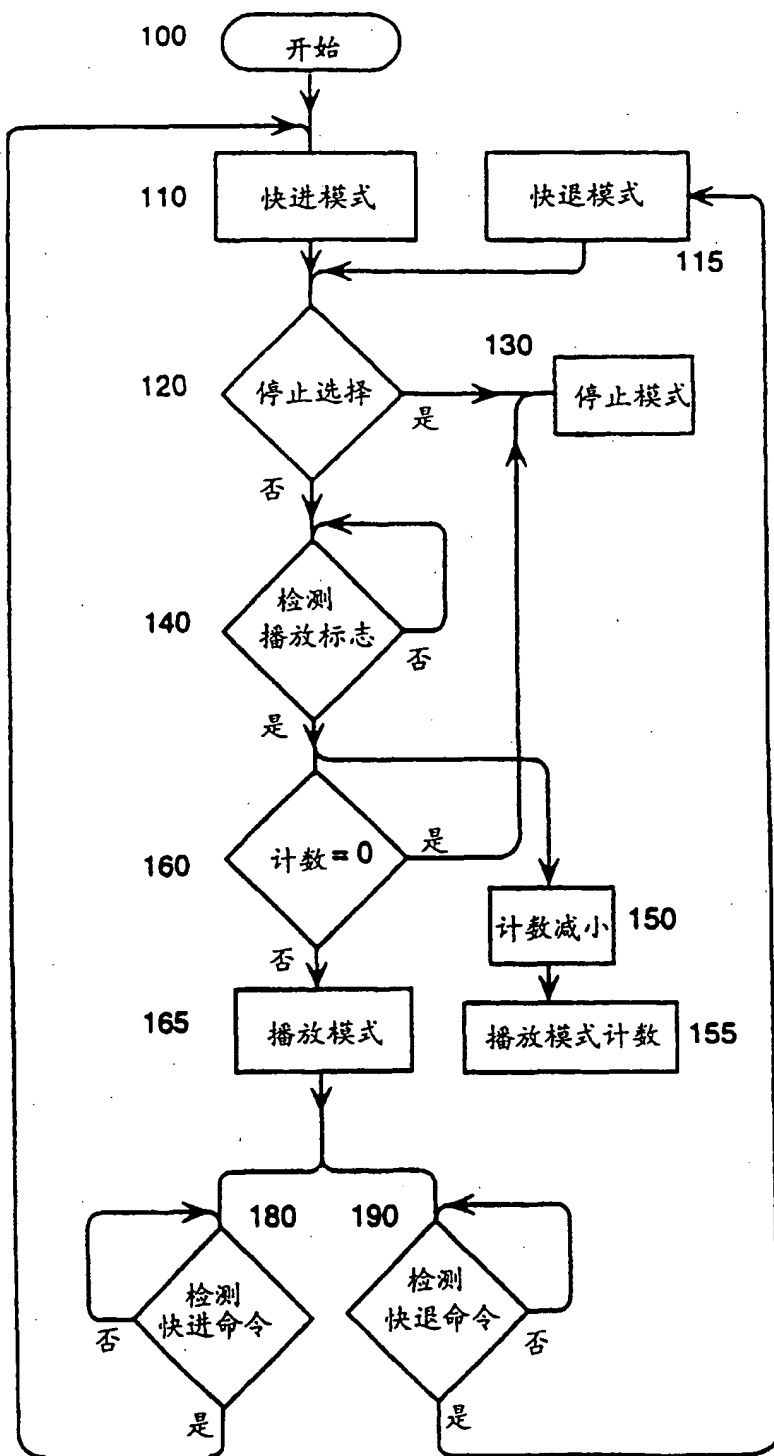 100
开始
110
快进模式
快退模式
115
120
停止选择
130
停止模式
是
否
140
检测
播放标志
否
是
160
计数=0
是
计数减小
150
否
165
播放模式
播放模式计数
155
180
190
检测
快进命令
否
是
检测
快退命令
否
是